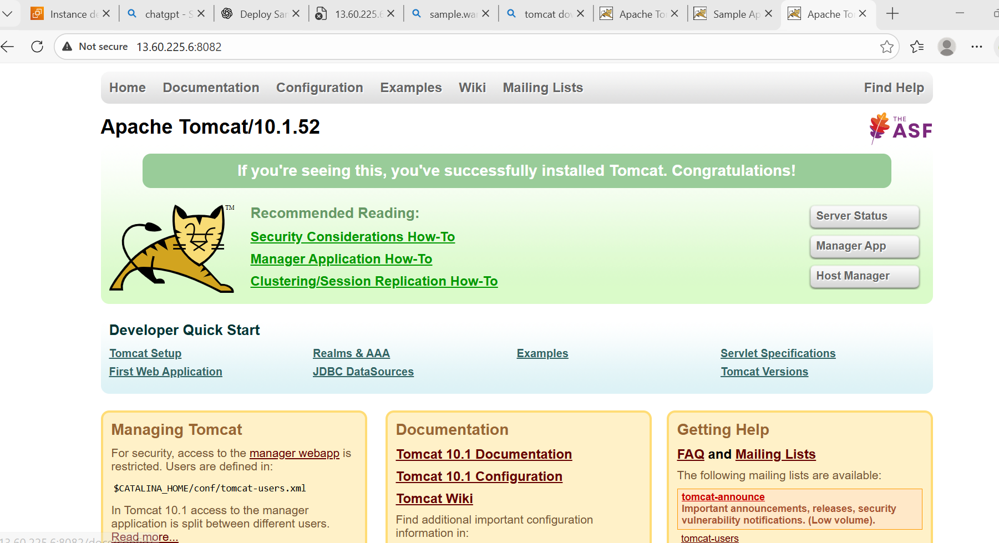 Instance de
chatgpt - S
Deploy Sam
13.60.225.6
sample.wa
tomcat do
Apache To
Sample Ap
Apache To
Not secure 13.60.225.6:8082
Home Documentation Configuration Examples Wiki Mailing Lists Find Help
Apache Tomcat/10.1.52
THE
ASF
If you're seeing this, you've successfully installed Tomcat. Congratulations!
TM
Recommended Reading:
Security Considerations How-To
Manager Application How-To
Clustering/Session Replication How-To
Server Status
Manager App
Host Manager
Developer Quick Start
Tomcat Setup Realms & AAA Examples Servlet Specifications
First Web Application JDBC DataSources Tomcat Versions
Managing Tomcat
For security, access to the manager webapp is
restricted. Users are defined in:
$CATALINA_HOME/conf/tomcat-users.xml
In Tomcat 10.1 access to the manager
application is split between different users.
Read more...
Documentation
Tomcat 10.1 Documentation
Tomcat 10.1 Configuration
Tomcat Wiki
Find additional important configuration
information in:
Getting Help
FAQ and Mailing Lists
The following mailing lists are available:
tomcat-announce
Important announcements, releases, security
vulnerability notifications. (Low volume).
tomcat-users